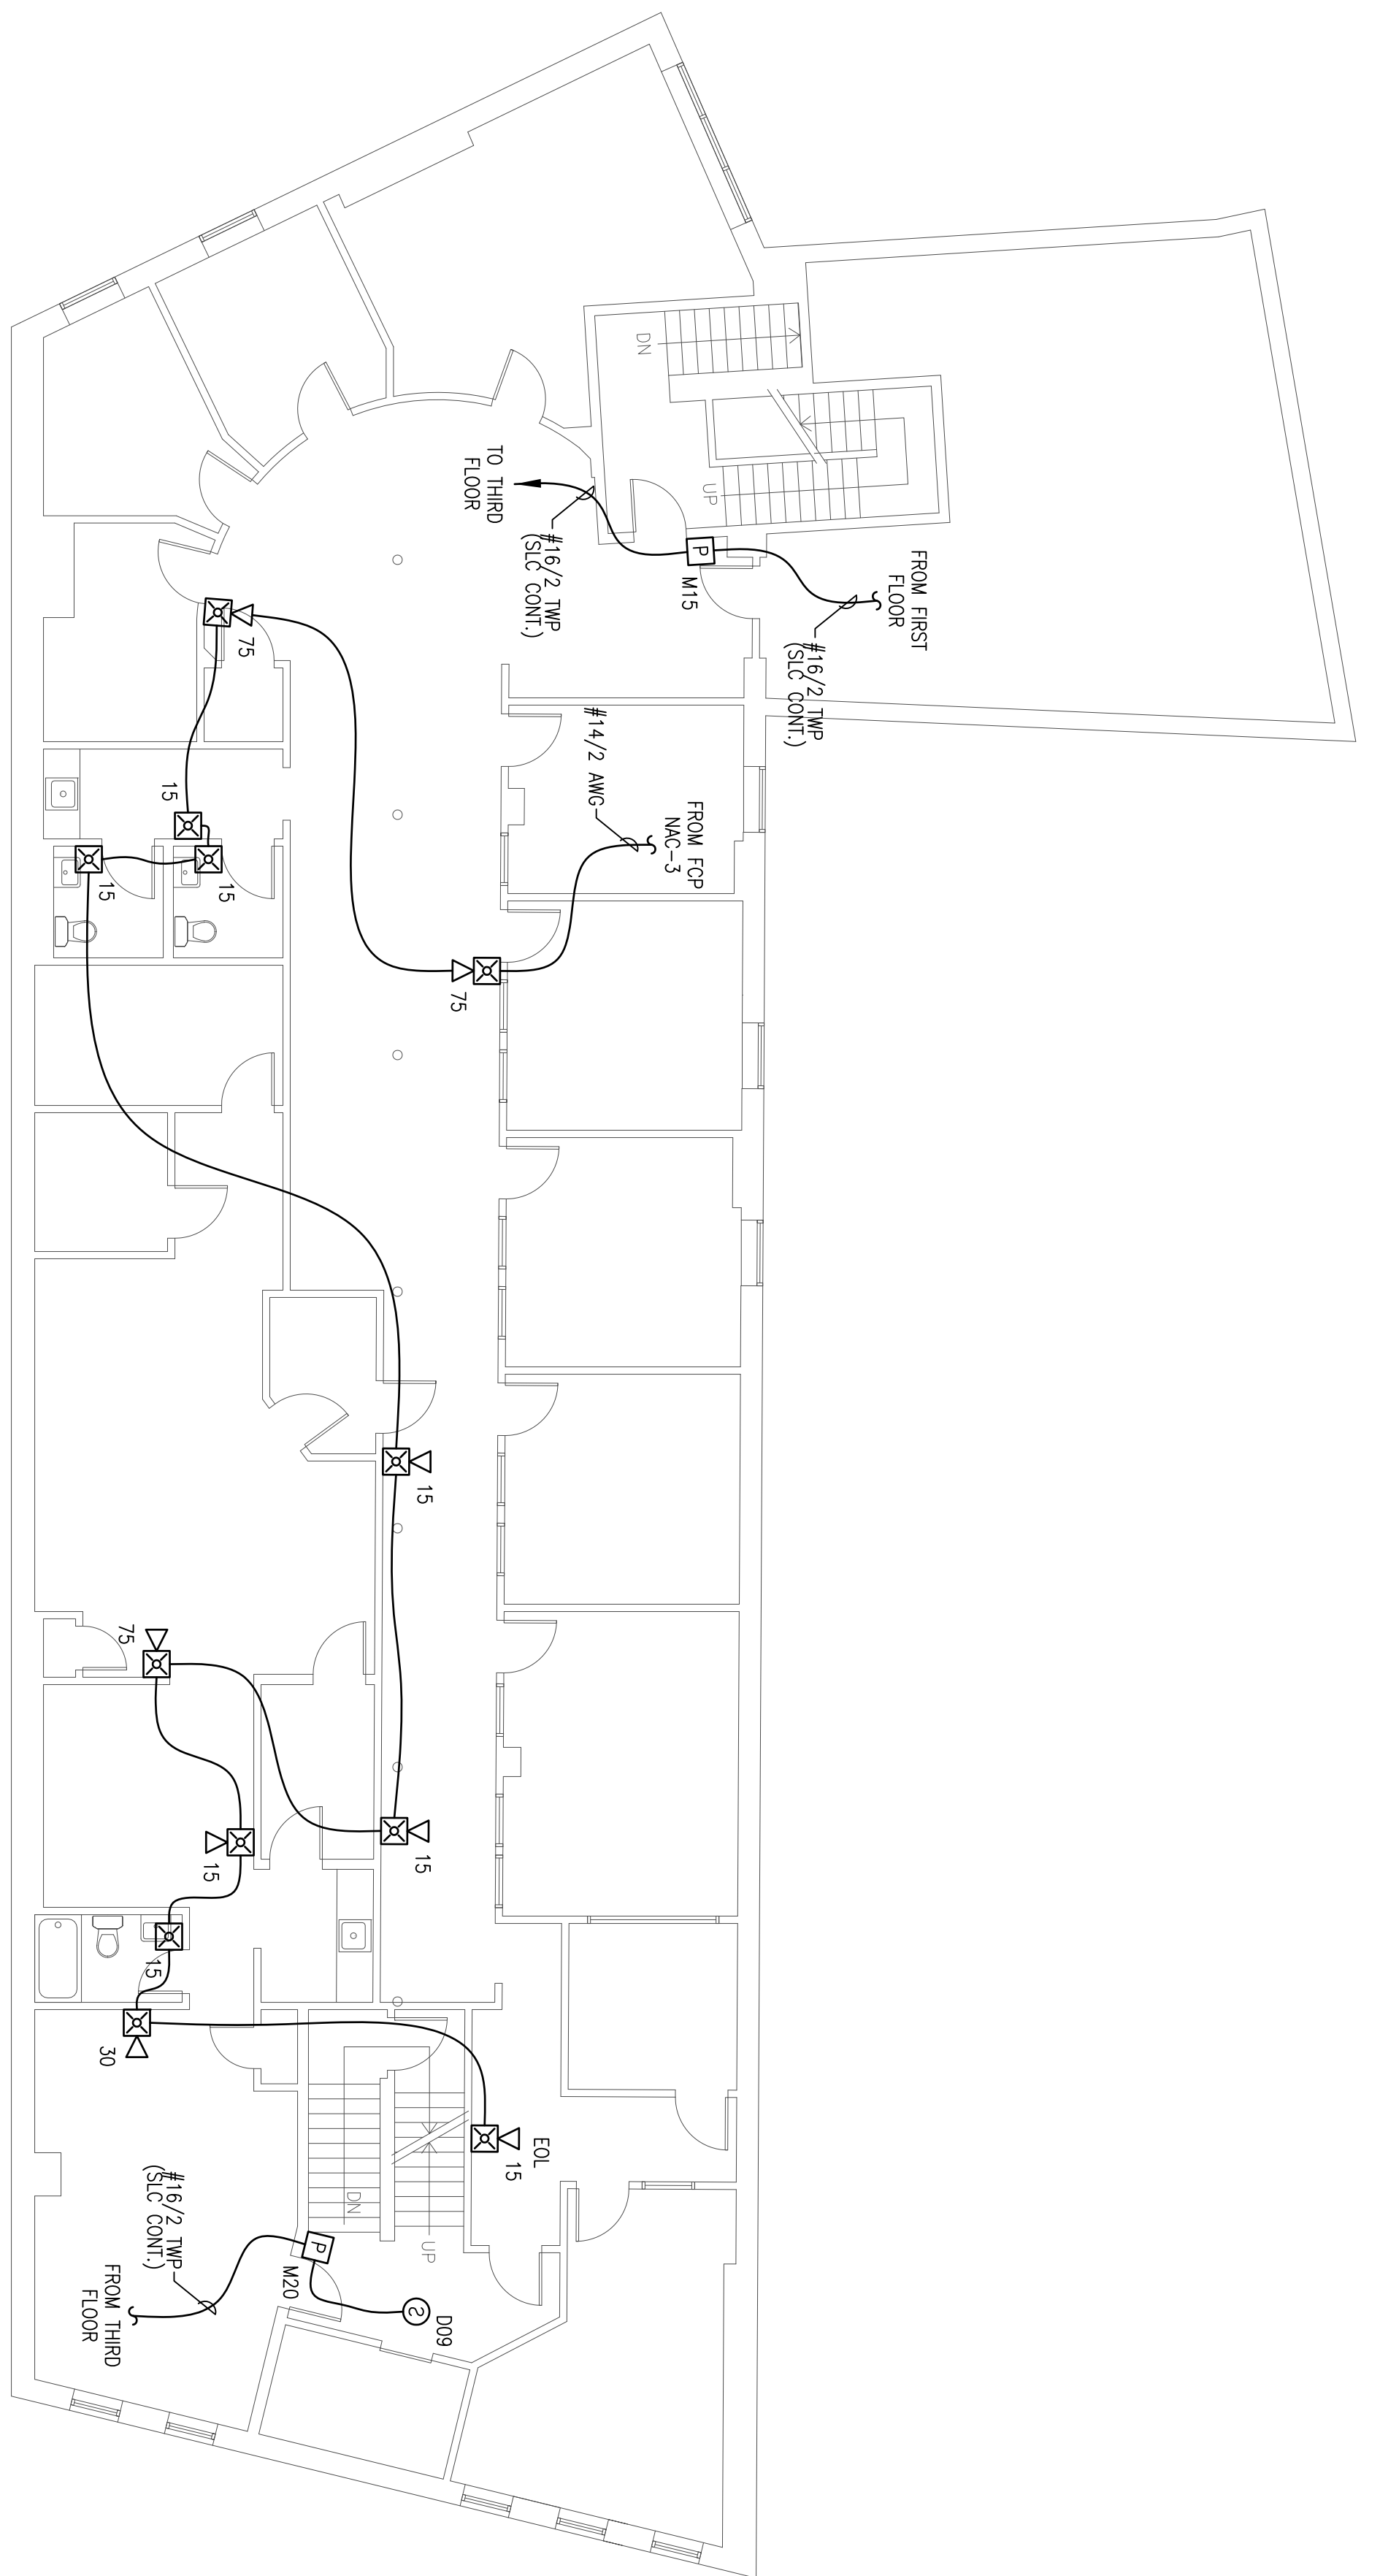 DN
UP
TO THIRD
FLOOR
#16/2 TWP
(SLC CONT.)
P
M15
FROM FIRST
FLOOR
#16/2 TWP
(SLC CONT.)
75
#14/2 AWG
FROM FCP
NAC-3
15
15
15
75
15
75
15
15
15
30
EOL
15
DN
UP
P
M20
2
D09
#16/2 TWP
(SLC CONT.)
FROM THIRD
FLOOR